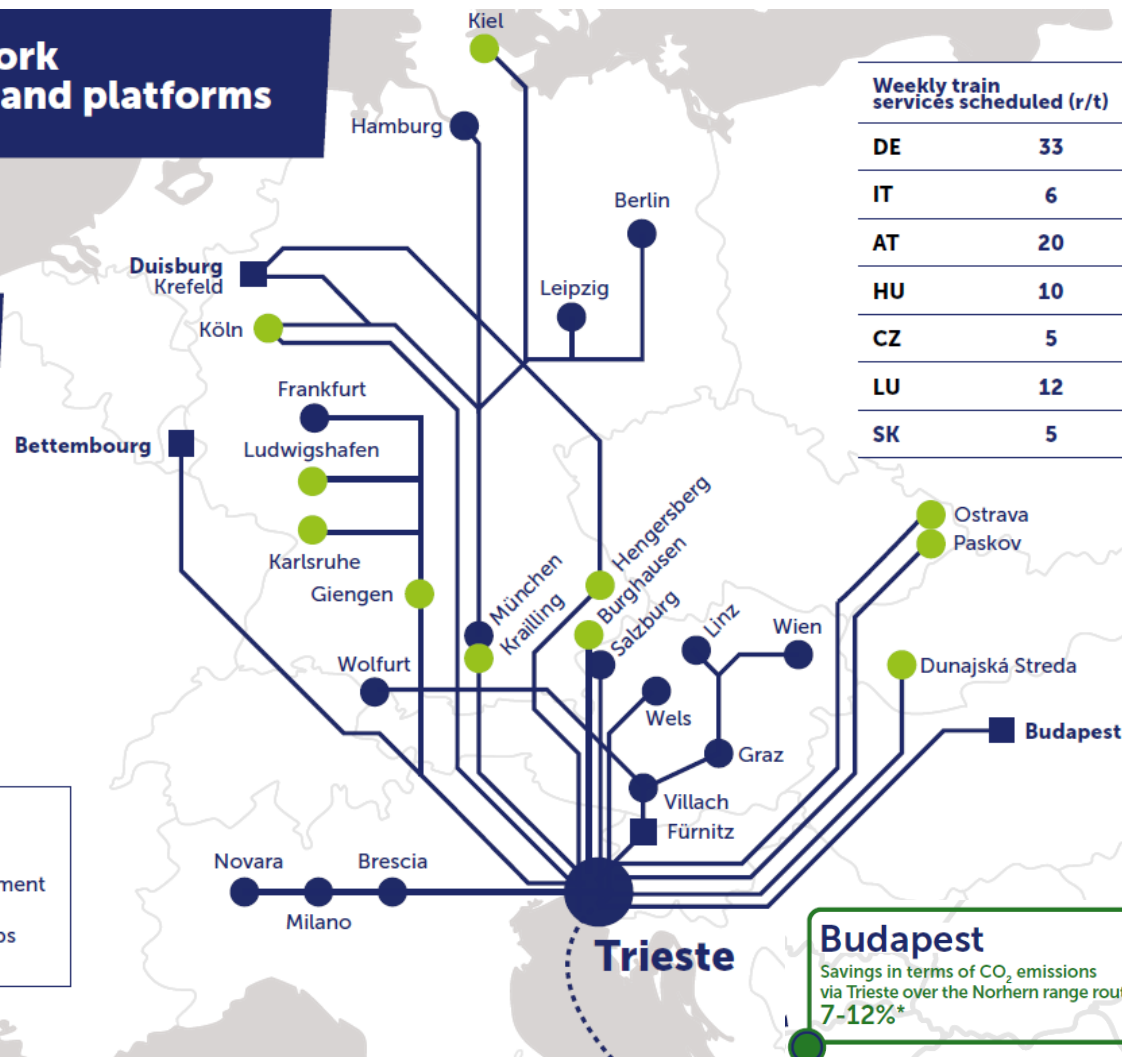 ork
and platforms
Kiel
Hamburg
Berlin
Duisburg
Krefeld
Leipzig
Köln
Frankfurt
Bettembourg
Ludwigshafen
Karlsruhe
Giengen
München
Krailling
Hengersberg
Burghausen
Salzburg
Linz
Wien
Wolfurt
Wels
Graz
Villach
Fürnitz
Ostrava
Paskov
Dunajská Streda
Budapest
Novara
Brescia
Milano
Trieste
Weekly train
services scheduled (r/t)
DE 33
IT 6
AT 20
HU 10
CZ 5
LU 12
SK 5
ment
os
Budapest
Savings in terms of CO₂ emissions
via Trieste over the Norhern range rou
7-12%*